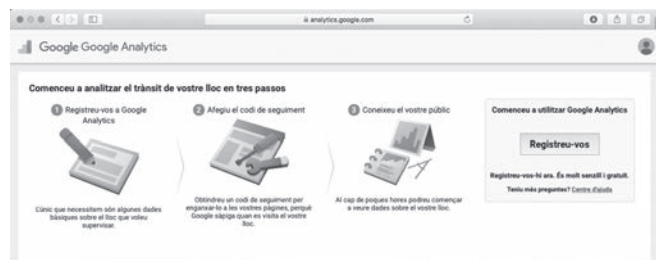 analytics.google.com
Google Google Analytics
Comenceu a analitzar el trànsit de vostre lloc en tres passos
1 Registreu-vos a Google
Analytics
L'únic que necessitem són algunes dades
bàsiques sobre el lloc que voleu
supervisar.
2 Afegiu el codi de seguiment
Obtindreu un codi de seguiment per
enganxar-lo a les vostres pàgines, perquè
Google sàpiga quan es visita el vostre
lloc.
3 Coneixeu el vostre públic
Al cap de poques hores podreu començar
a veure dades sobre el vostre lloc.
Comenceu a utilitzar Google Analytics
Registreu-vos
Registreu-vos-hi ara. És molt senzill i gratuït.
Teniu més preguntes? Centre d'ajuda